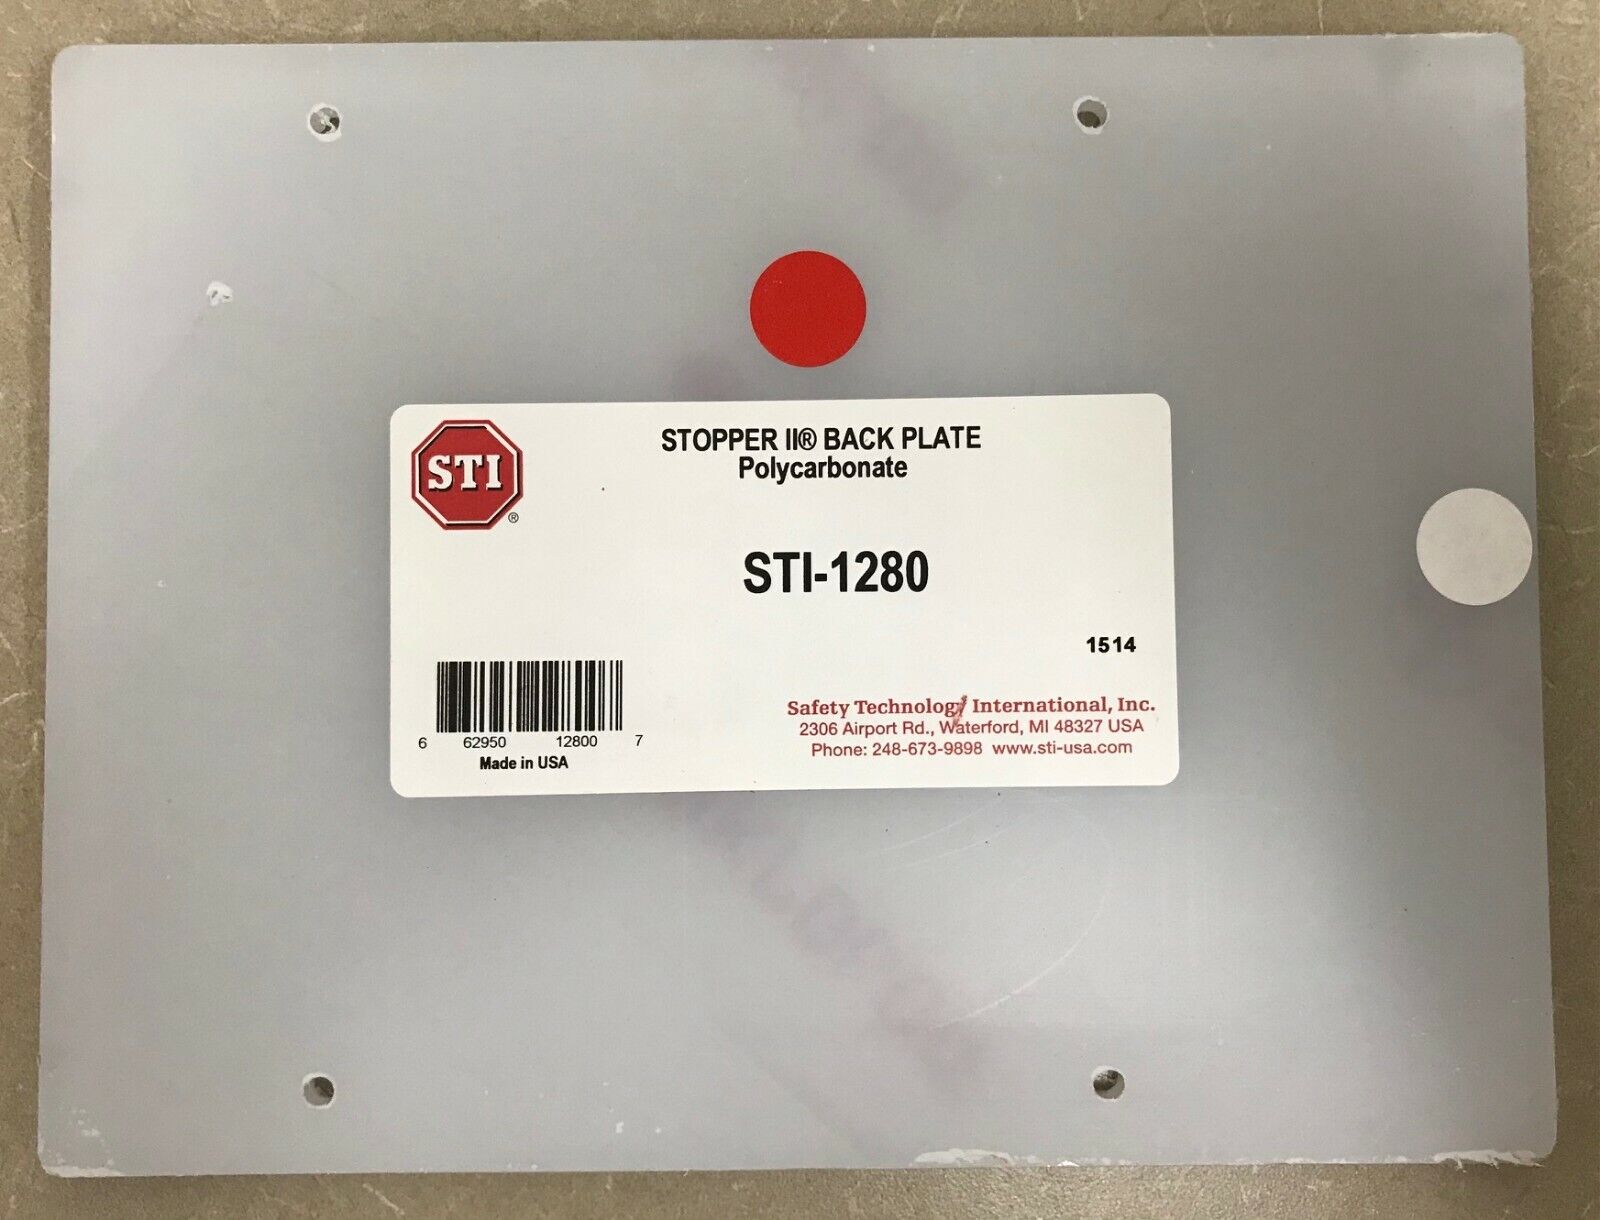 STI
®
STOPPER II® BACK PLATE
Polycarbonate
STI-1280
1514
6 62950 12800 7
Made in USA
Safety Technology International, Inc.
2306 Airport Rd., Waterford, MI 48327 USA
Phone: 248-673-9898 www.sti-usa.com